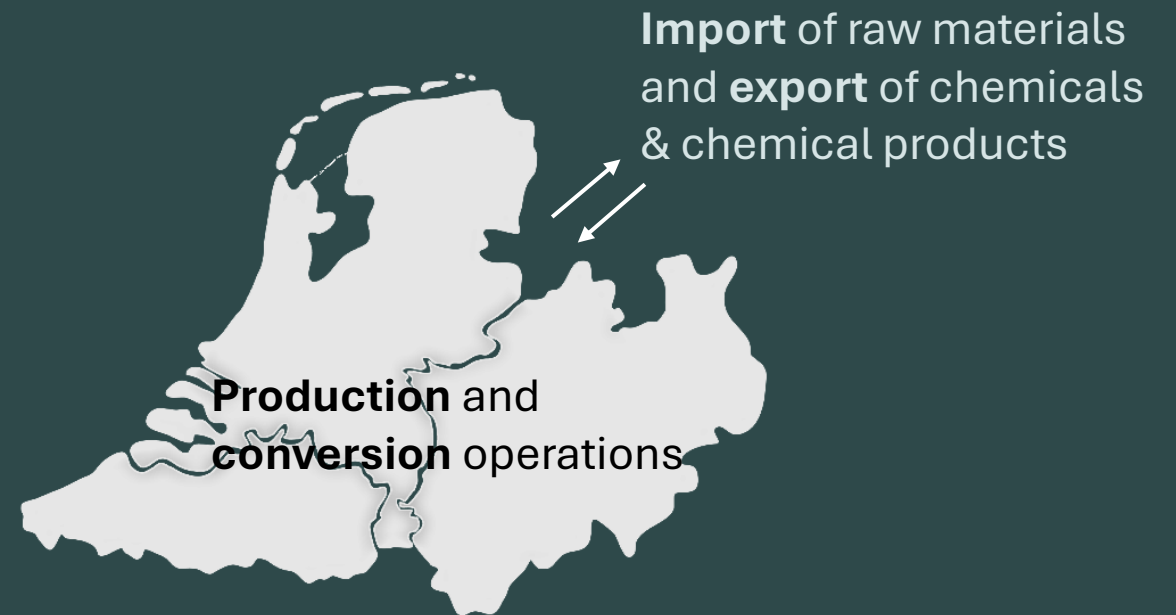 Import of raw materials
and export of chemicals
& chemical products
Production and
conversion operations